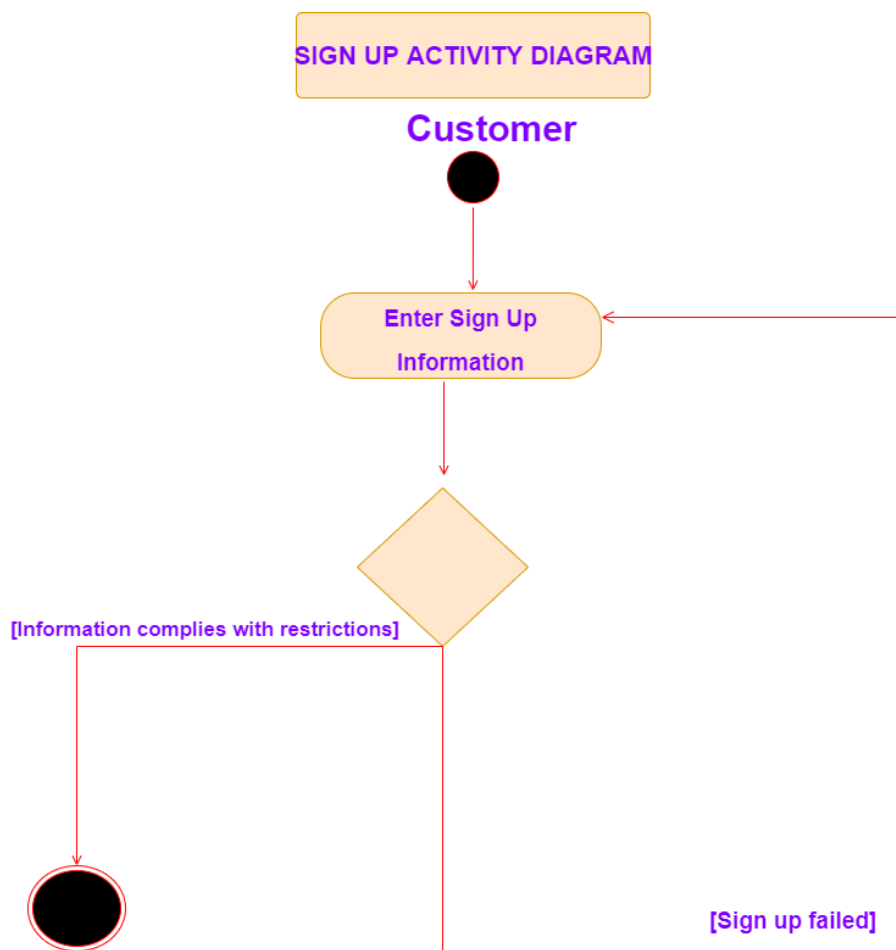 SIGN UP ACTIVITY DIAGRAM
Customer
Enter Sign Up
Information
[Information complies with restrictions]
[Sign up failed]